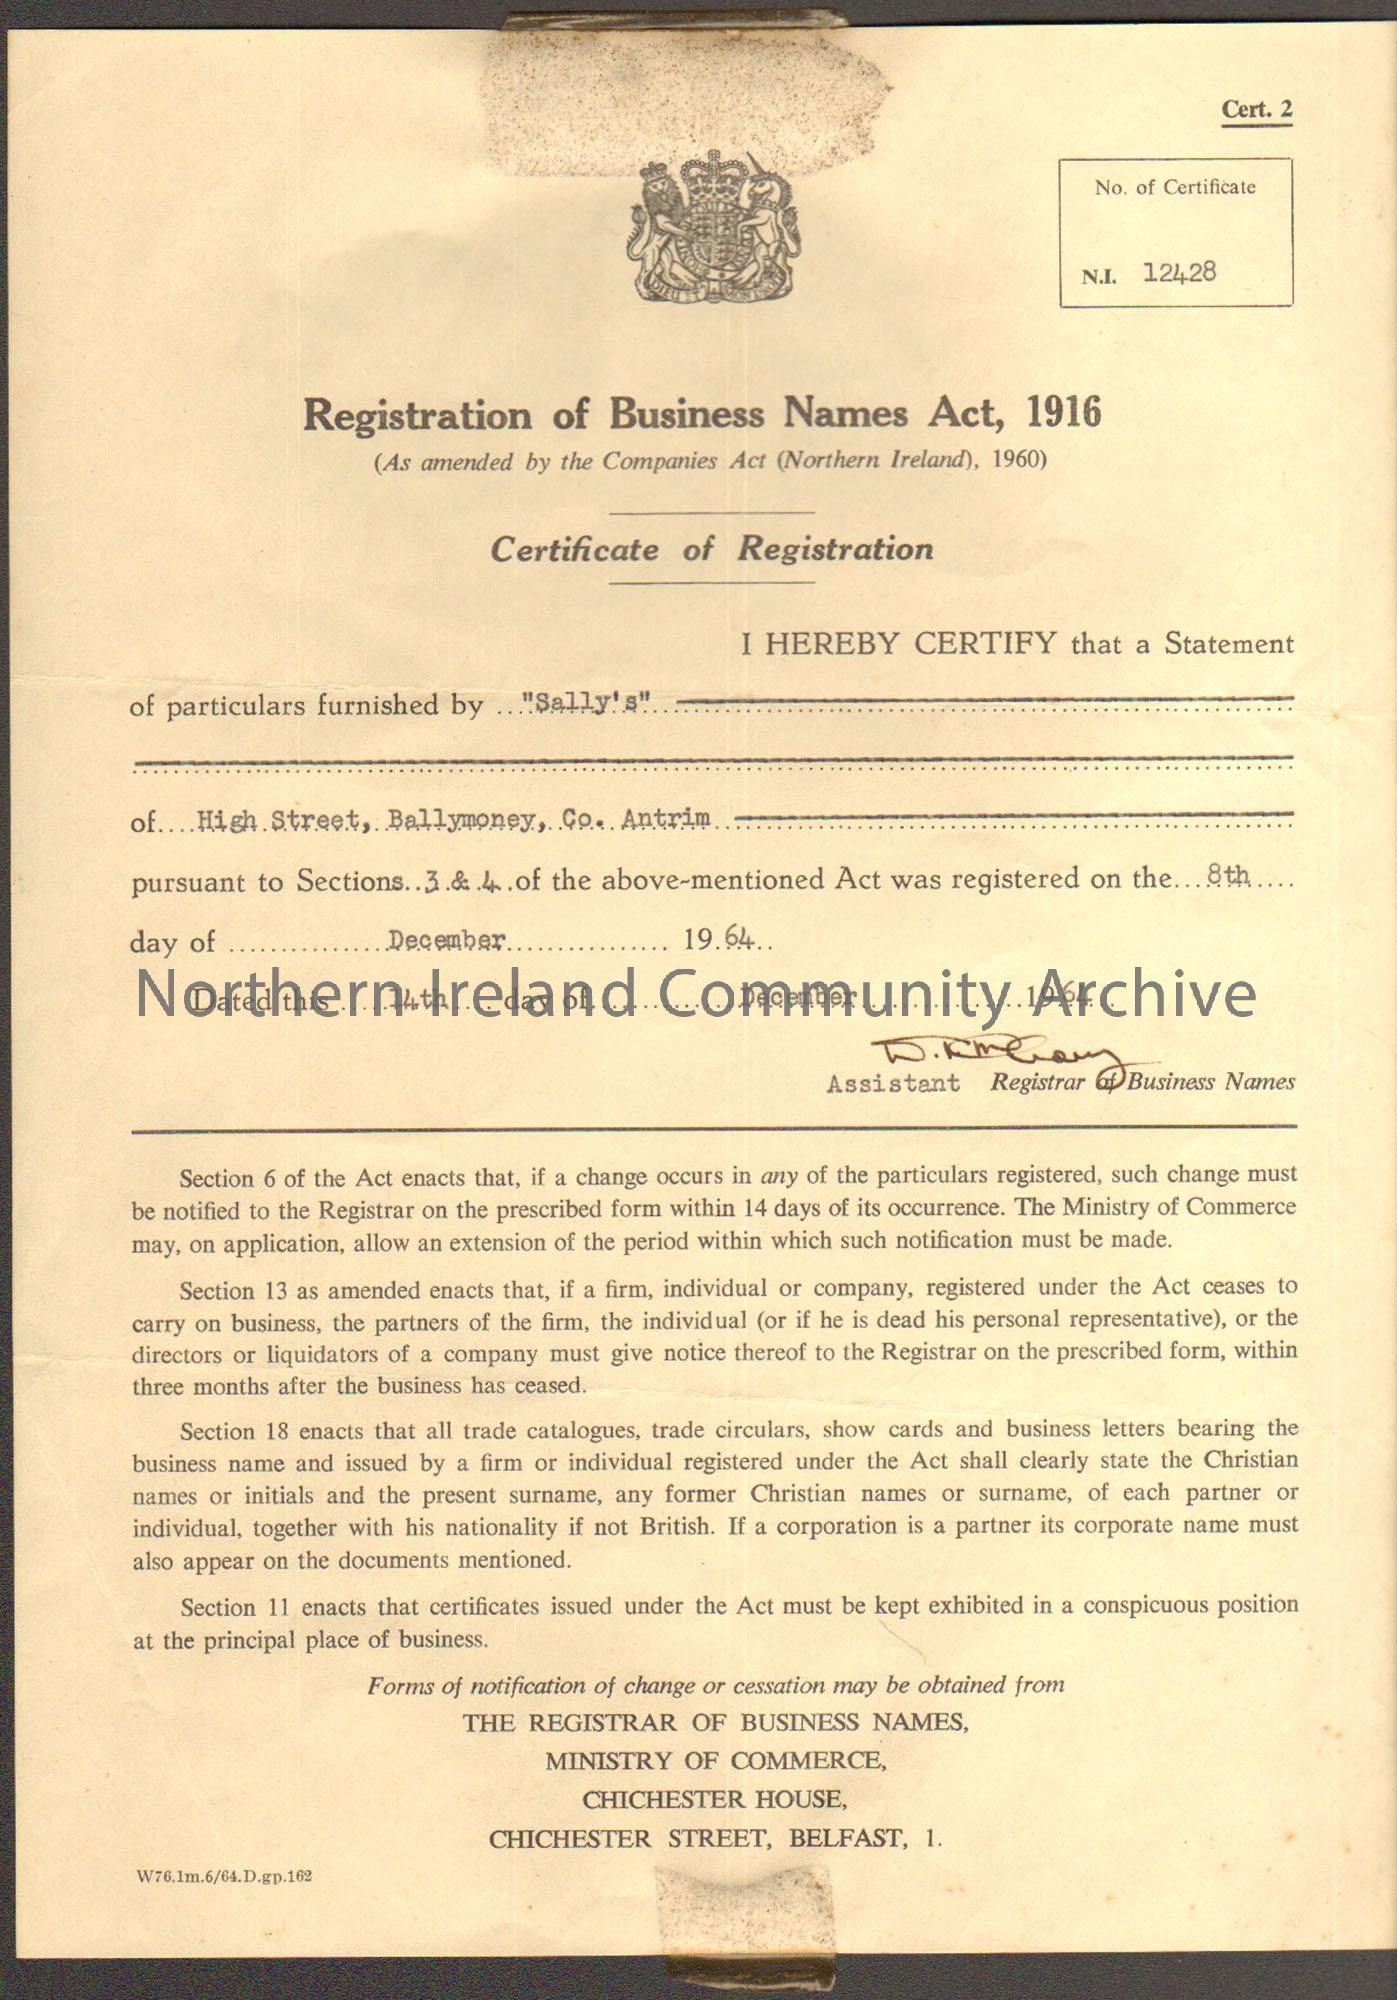 Cert. 2
No. of Certificate
N.I. 12428
DIEU ET MON DROIT
Registration of Business Names Act, 1916
(As amended by the Companies Act (Northern Ireland), 1960)
Certificate of Registration
I HEREBY CERTIFY that a Statement
of particulars furnished by "Sally's"
of High Street, Ballymoney, Co. Antrim
pursuant to Sections 3 & 4 of the above-mentioned Act was registered on the 8th
day of December 1964
Northern Ireland Community Archive
Dated this 14th day of December 1964
Assistant Registrar of Business Names
Section 6 of the Act enacts that, if a change occurs in any of the particulars registered, such change must
be notified to the Registrar on the prescribed form within 14 days of its occurrence. The Ministry of Commerce
may, on application, allow an extension of the period within which such notification must be made.
Section 13 as amended enacts that, if a firm, individual or company, registered under the Act ceases to
carry on business, the partners of the firm, the individual (or if he is dead his personal representative), or the
directors or liquidators of a company must give notice thereof to the Registrar on the prescribed form, within
three months after the business has ceased.
Section 18 enacts that all trade catalogues, trade circulars, show cards and business letters bearing the
business name and issued by a firm or individual registered under the Act shall clearly state the Christian
names or initials and the present surname, any former Christian names or surname, of each partner or
individual, together with his nationality if not British. If a corporation is a partner its corporate name must
also appear on the documents mentioned.
Section 11 enacts that certificates issued under the Act must be kept exhibited in a conspicuous position
at the principal place of business.
Forms of notification of change or cessation may be obtained from
THE REGISTRAR OF BUSINESS NAMES,
MINISTRY OF COMMERCE,
CHICHESTER HOUSE,
CHICHESTER STREET, BELFAST, 1.
W76.1m.6/64.D.gp.162